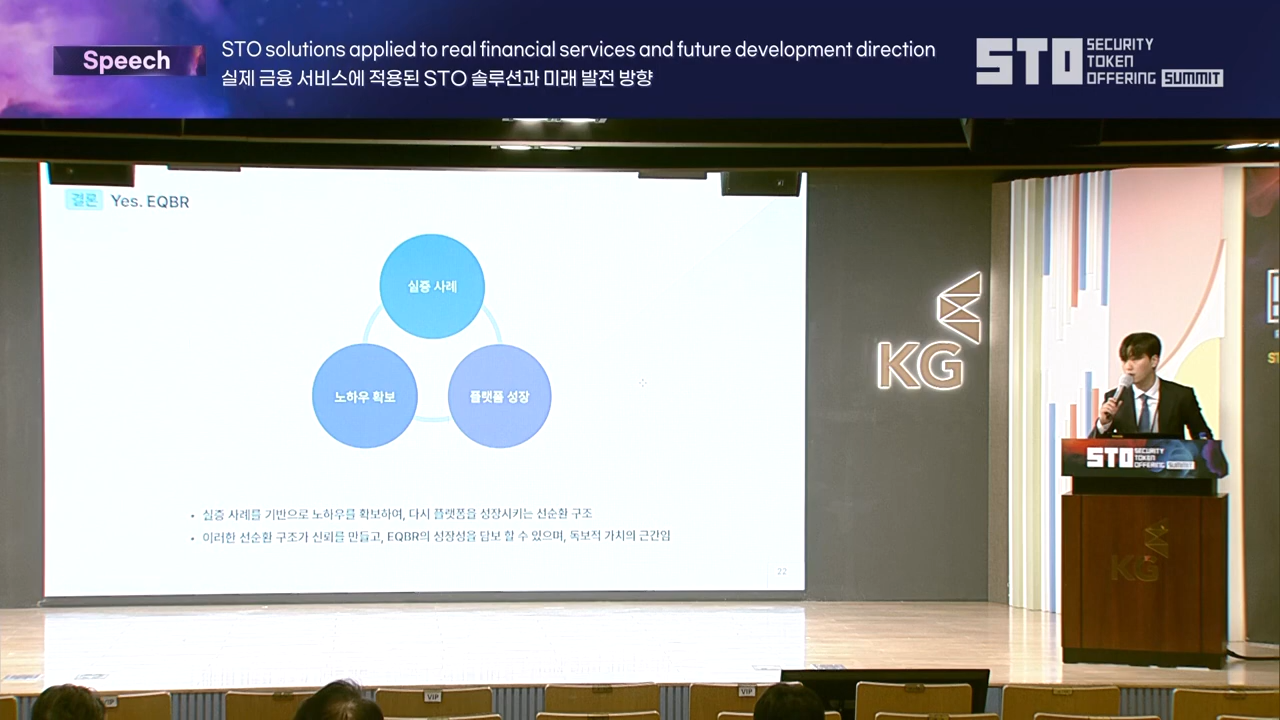 Speech
STO solutions applied to real financial services and future development direction
실제 금융 서비스에 적용된 STO 솔루션과 미래 발전 방향
STO SECURITY
TOKEN
OFFERING SUMMIT
결론 Yes. EQBR
실증 사례
노하우 확보
플랫폼 성장
• 실증 사례를 기반으로 노하우를 확보하여, 다시 플랫폼을 성장시키는 선순환 구조
• 이러한 선순환 구조가 신뢰를 만들고, EQBR의 성장성을 담보 할 수 있으며, 독보적 가치의 근간임
22
KG
STO SECURITY
TOKEN
OFFERING SUMMIT
KG
VIP
VIP